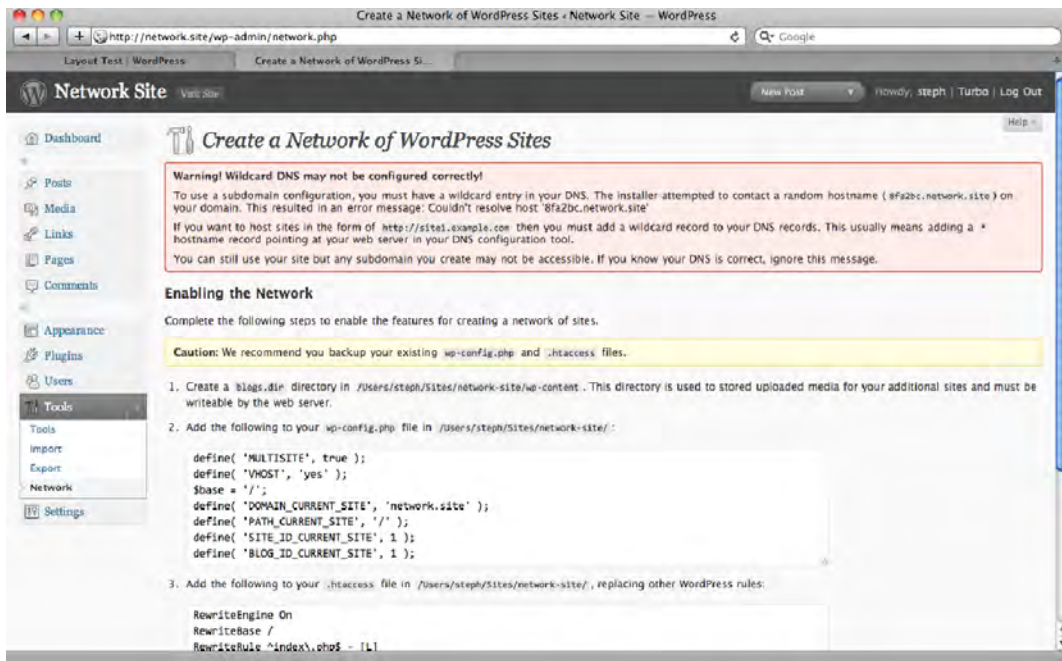 Create a Network of WordPress Sites ‹ Network Site — WordPress
http://network.site/wp-admin/network.php
Google
Layout Test | WordPress
Create a Network of WordPress Si...
Network Site
Visit Site
New Post
Howdy, steph | Turbo | Log Out
Help
Dashboard
Posts
Media
Links
Pages
Comments
Appearance
Plugins
Users
Tools
Tools
Import
Export
Network
Settings
Create a Network of WordPress Sites
Warning! Wildcard DNS may not be configured correctly!
To use a subdomain configuration, you must have a wildcard entry in your DNS. The installer attempted to contact a random hostname ( 8fa2bc.network.site ) on
your domain. This resulted in an error message: Couldn't resolve host '8fa2bc.network.site'
If you want to host sites in the form of http://site1.example.com then you must add a wildcard record to your DNS records. This usually means adding a *
hostname record pointing at your web server in your DNS configuration tool.
You can still use your site but any subdomain you create may not be accessible. If you know your DNS is correct, ignore this message.
Enabling the Network
Complete the following steps to enable the features for creating a network of sites.
Caution: We recommend you backup your existing wp-config.php and .htaccess files.
1. Create a blogs.dir directory in /Users/steph/Sites/network-site/wp-content . This directory is used to stored uploaded media for your additional sites and must be
writeable by the web server.
2. Add the following to your wp-config.php file in /Users/steph/Sites/network-site/ :
define( 'MULTISITE', true );
define( 'VHOST', 'yes' );
$base = '/';
define( 'DOMAIN_CURRENT_SITE', 'network.site' );
define( 'PATH_CURRENT_SITE', '/' );
define( 'SITE_ID_CURRENT_SITE', 1 );
define( 'BLOG_ID_CURRENT_SITE', 1 );
3. Add the following to your .htaccess file in /Users/steph/Sites/network-site/ , replacing other WordPress rules:
RewriteEngine On
RewriteBase /
RewriteRule ^index\.php$ - [L]